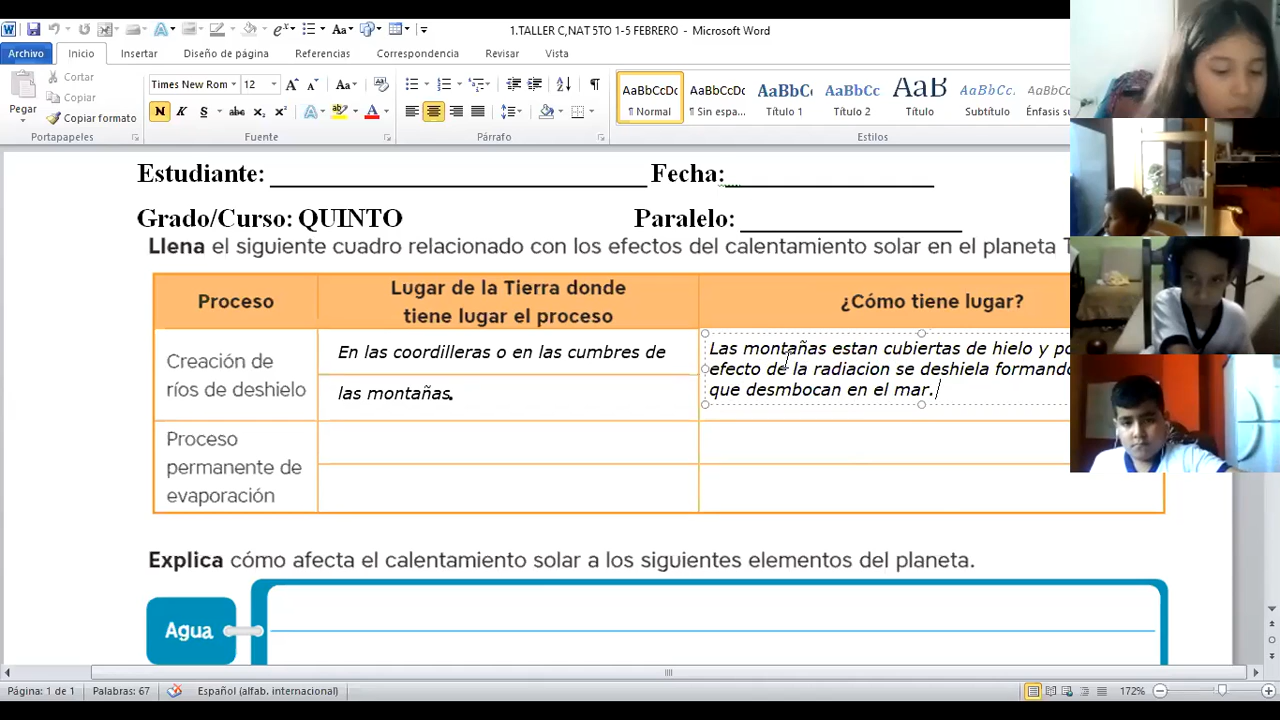 1.TALLER C,NAT 5TO 1-5 FEBRERO - Microsoft Word
Archivo Inicio Insertar Diseño de página Referencias Correspondencia Revisar Vista
Pegar
Cortar
Copiar
Copiar formato
Times New Rom 12
AaBbCcDc AaBbCcDc AaBbCc AaBbCc AaB AaBbCcL
¶ Normal ¶ Sin espa... Título 1 Título 2 Título Subtítulo Énfasis
Portapapeles Fuente Párrafo Estilos
Estudiante: Fecha:
Grado/Curso: QUINTO Paralelo:
Llena el siguiente cuadro relacionado con los efectos del calentamiento solar en el planeta
Proceso
Lugar de la Tierra donde
tiene lugar el proceso
¿Cómo tiene lugar?
Creación de
ríos de deshielo
En las coordilleras o en las cumbres de
las montañas.
Las montañas estan cubiertas de hielo y
efecto de la radiacion se deshiela
que desmbocan en el mar.
Proceso
permanente de
evaporación
Explica cómo afecta el calentamiento solar a los siguientes elementos del planeta.
Agua
Página: 1 de 1 Palabras: 67 Español (alfab. internacional) 172%